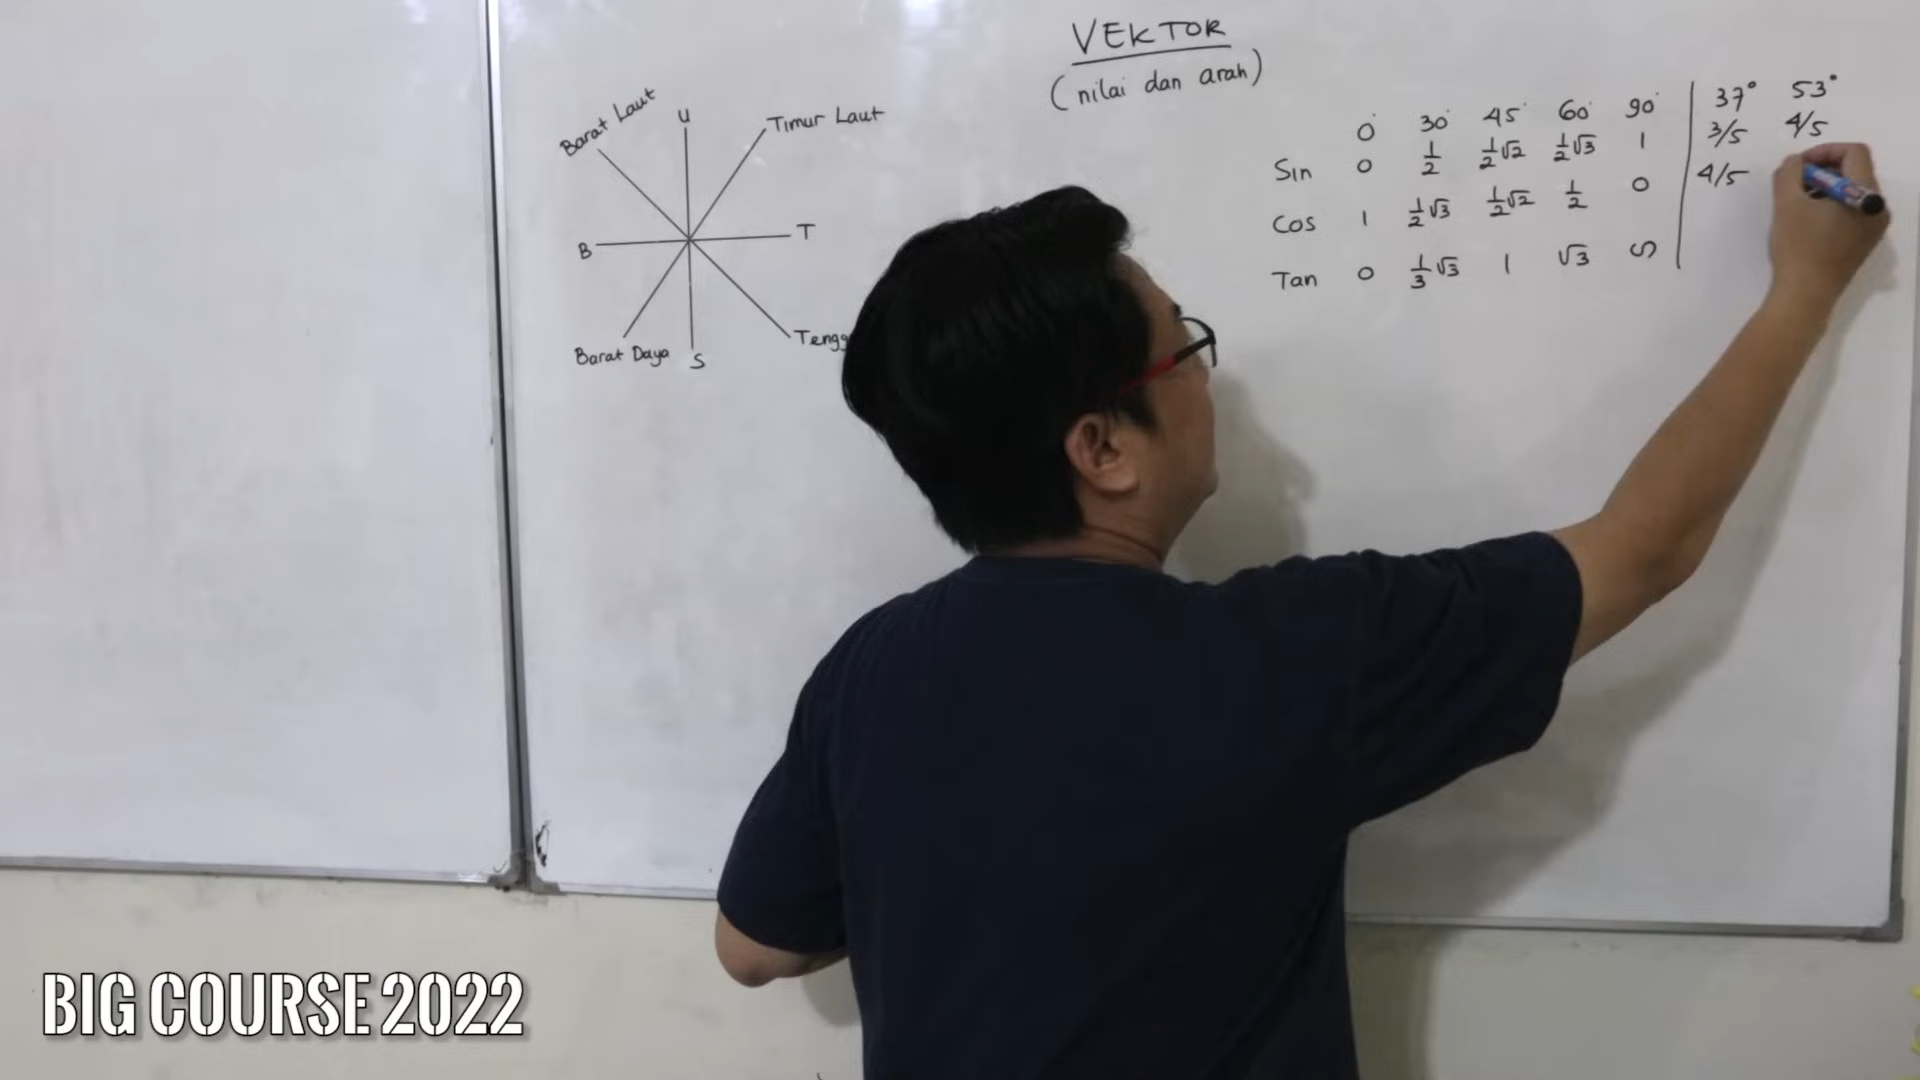 VEKTOR
(nilai dan arah)
Barat Laut
U
Timur Laut
B
T
Barat Daya
S
Tengg
0° 30° 45° 60° 90° 37° 53°
Sin 0 1/2 1/2√2 1/2√3 1 3/5 4/5
Cos 1 1/2√3 1/2√2 1/2 0 4/5
Tan 0 1/3√3 1 √3 ∽
BIG COURSE 2022